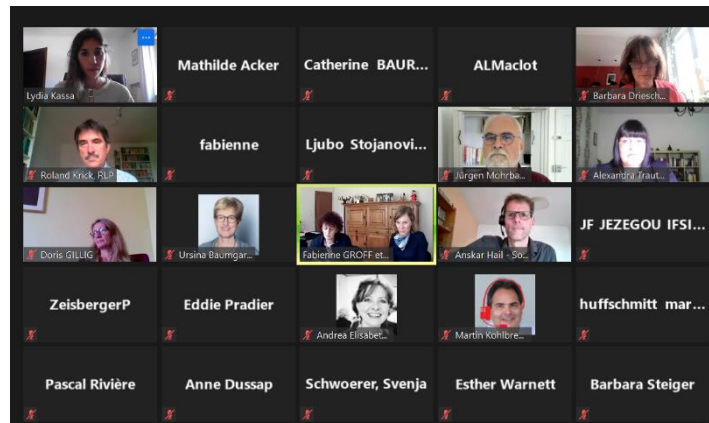 Lydia Kassa
Mathilde Acker
Catherine BAUR...
ALMaclot
Barbara Driesch...
Roland Krick, RLP
fabienne
Ljubo Stojanovi...
Jürgen Mohrba...
Alexandra Traut...
Doris GILLIG
Ursina Baumgar...
Fabienne GROFF et...
Anskar Hail - So...
JF JEZEGOU IFSI...
ZeisbergerP
Eddie Pradier
Andrea Elisabet...
Martin Kohlbre...
huffschmitt mar...
Pascal Rivière
Anne Dussap
Schwoerer, Svenja
Esther Warnett
Barbara Steiger